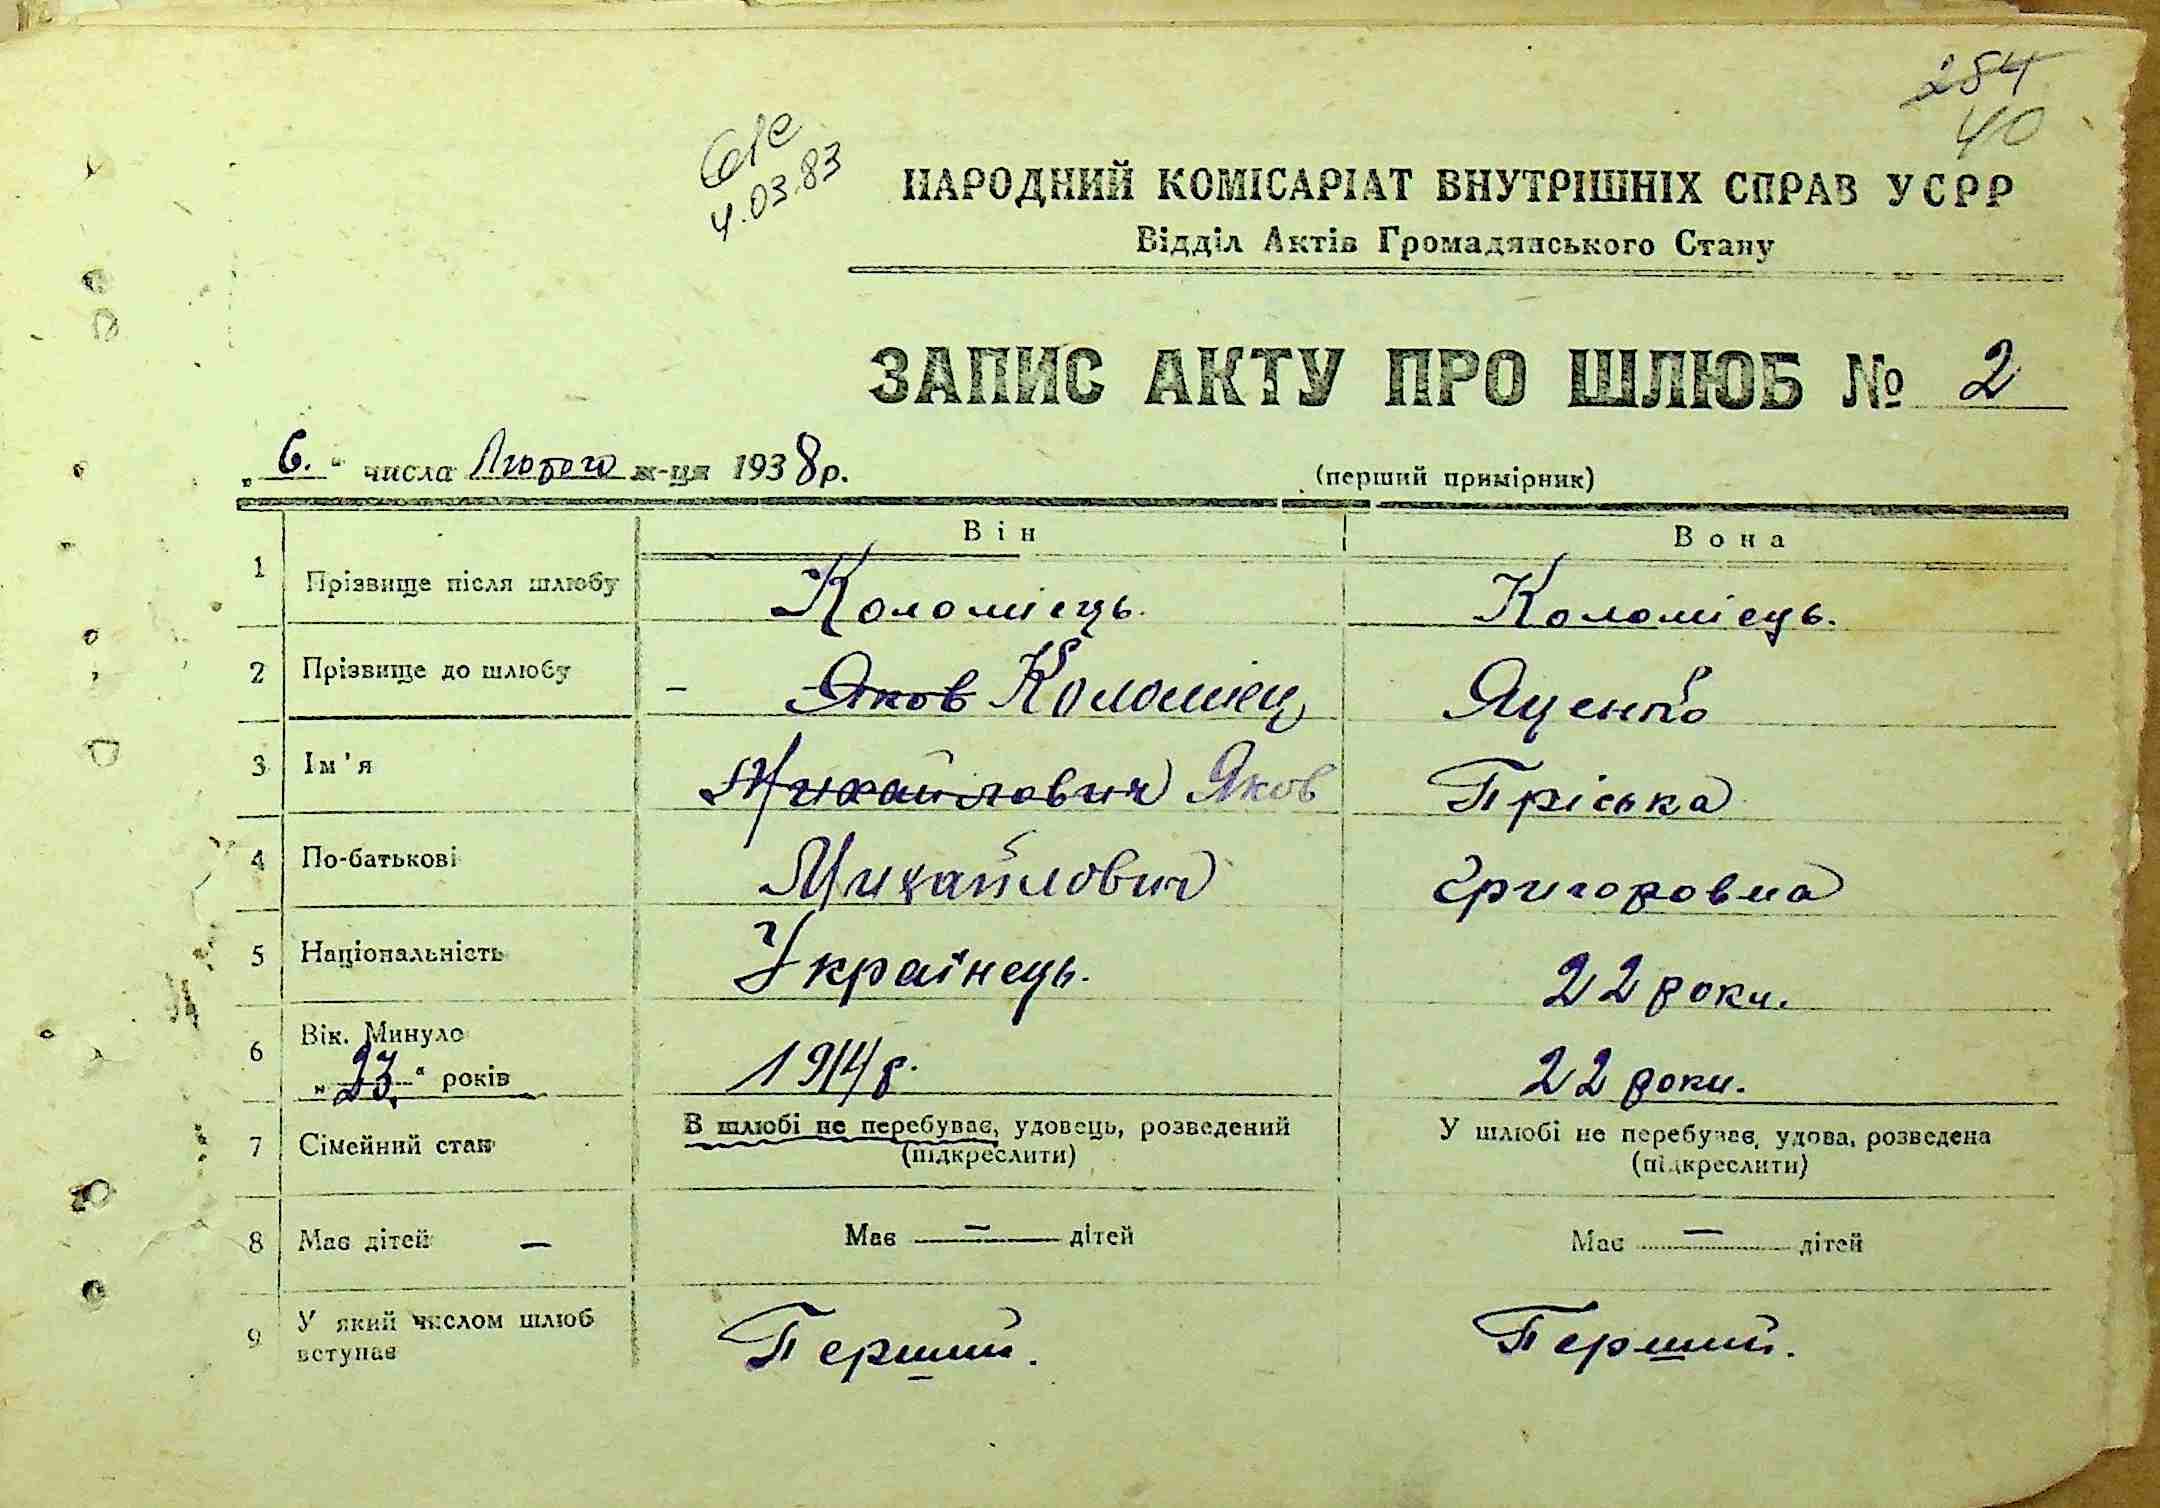 284
40
4.03.83
НАРОДНИЙ КОМІСАРІАТ ВНУТРІШНІХ СПРАВ УСРР
Відділ Актів Громадянського Стану
ЗАПИС АКТУ ПРО ШЛЮБ № 2
„6.“ числа Лютого м-ця 1938р.
(перший примірник)
Він Вона
1 Прізвище після шлюбу Коломієць. Коломієць.
2 Прізвище до шлюбу - Яков Коломієц Яценко
3 Ім'я Михайлович Яков Пріська
4 По-батькові Михайлович Григоровна
5 Національність Українець. 22 роки.
6 Вік. Минуло
„23.“ років 1914р. 22 роки.
7 Сімейний стан В шлюбі не перебуває, удовець, розведений У шлюбі не перебуває, удова, розведена
(підкреслити) (підкреслити)
8 Має дітей — Має — дітей Має — дітей
9 У який числом шлюб
вступає Перший. Перший.